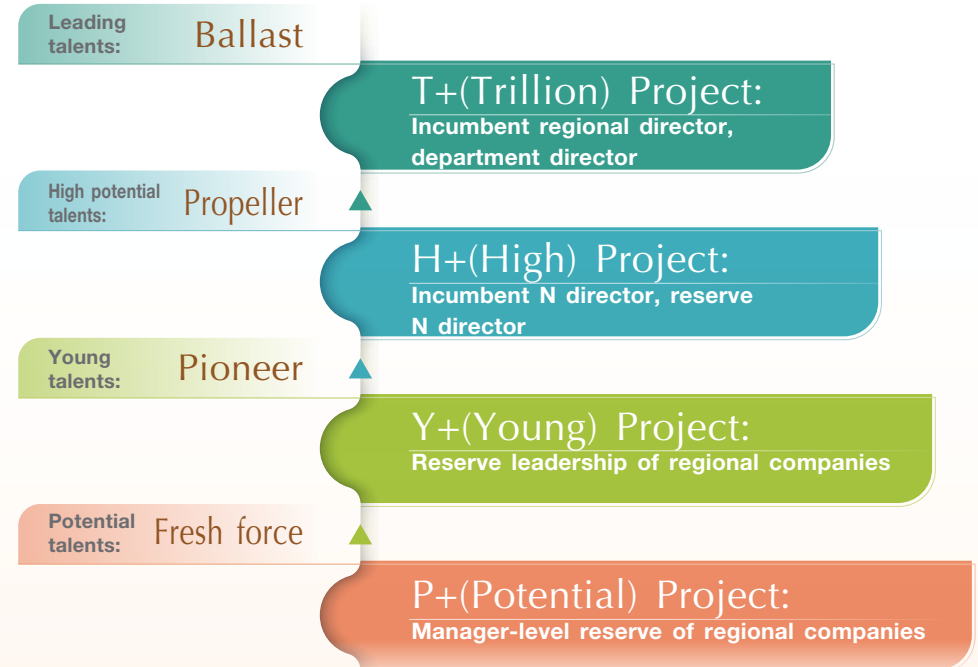 Leading
talents:
Ballast
T+(Trillion) Project:
Incumbent regional director,
department director
High potential
talents:
Propeller
H+(High) Project:
Incumbent N director, reserve
N director
Young
talents:
Pioneer
Y+(Young) Project:
Reserve leadership of regional companies
Potential
talents:
Fresh force
P+(Potential) Project:
Manager-level reserve of regional companies